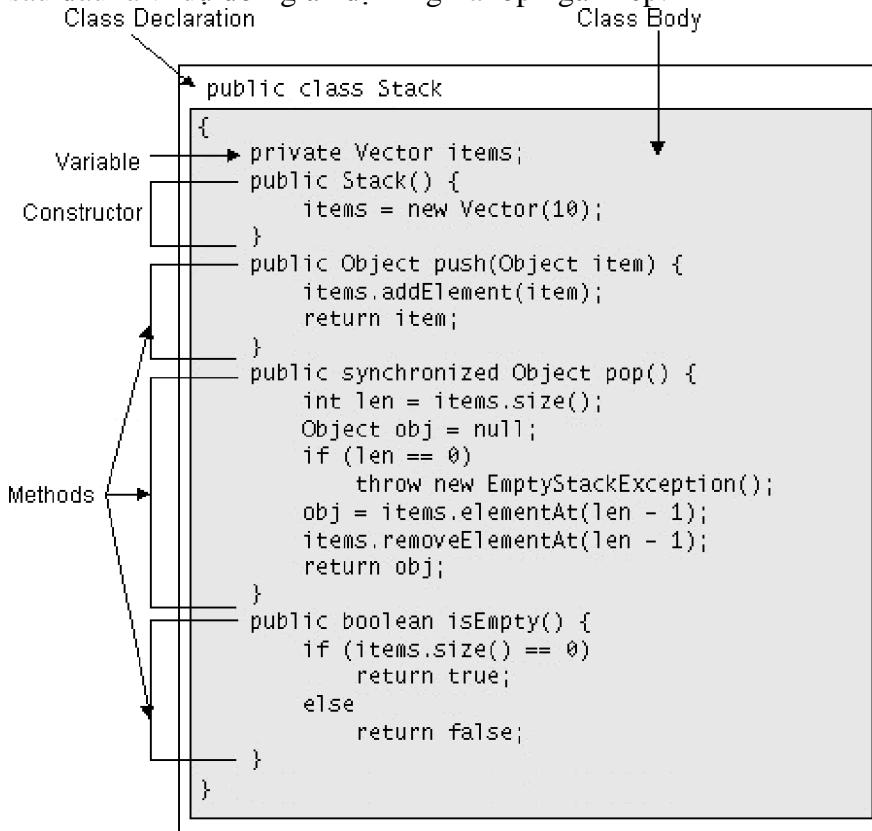 Class Declaration
Class Body
public class Stack
{
Variable
private Vector items;
public Stack() {
Constructor
items = new Vector(10);
}
public Object push(Object item) {
items.addElement(item);
return item;
}
public synchronized Object pop() {
int len = items.size();
Object obj = null;
if (len == 0)
throw new EmptyStackException();
Methods
obj = items.elementAt(len - 1);
items.removeElementAt(len - 1);
return obj;
}
public boolean isEmpty() {
if (items.size() == 0)
return true;
else
return false;
}
}